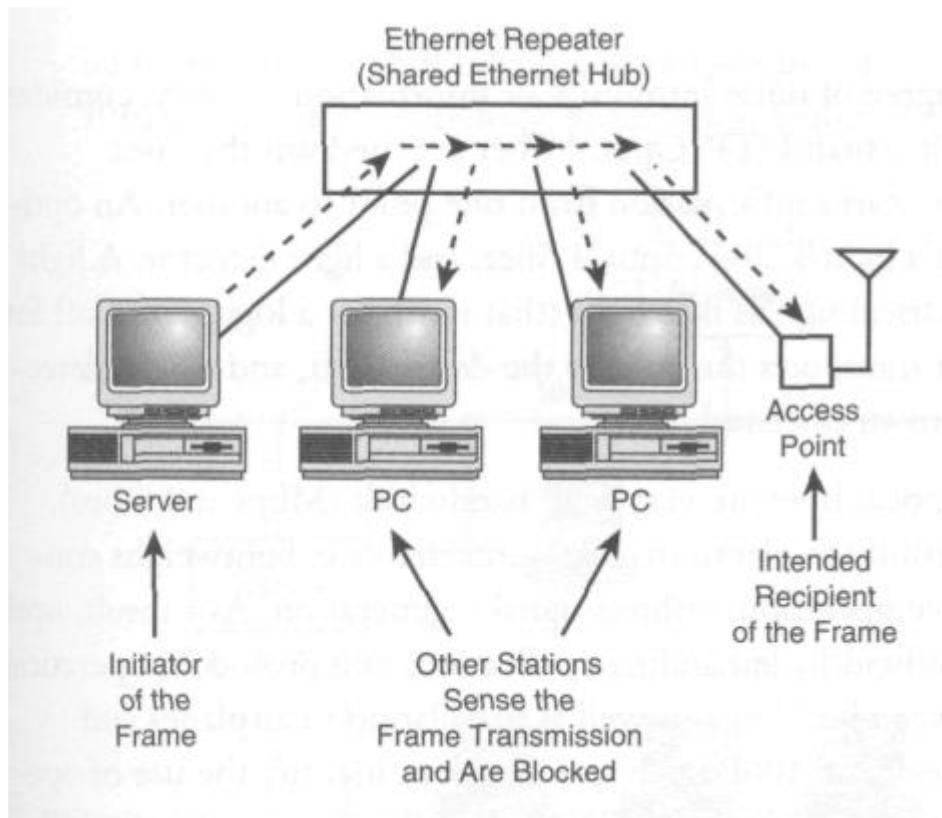 Ethernet Repeater
(Shared Ethernet Hub)
Server
PC
PC
Access
Point
Initiator
of the
Frame
Other Stations
Sense the
Frame Transmission
and Are Blocked
Intended
Recipient
of the Frame